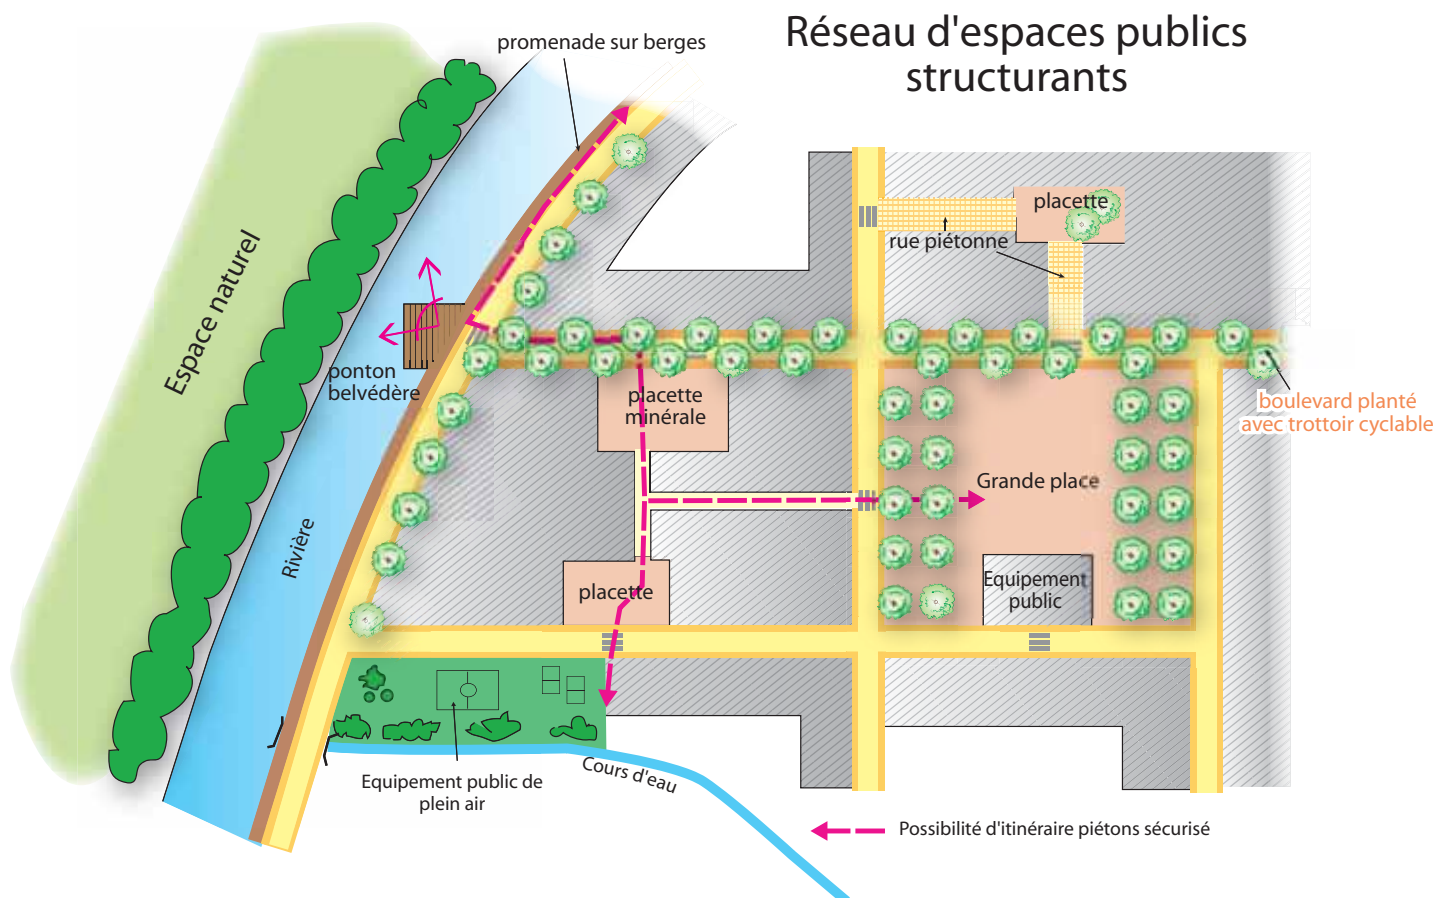 Réseau d'espaces publics
structurants
promenade sur berges
placette
rue piétonne
Espace naturel
ponton
belvédère
placette
minérale
boulevard planté
avec trottoir cyclable
Grande place
Rivière
placette
Equipement
public
Equipement public de
plein air
Cours d'eau
Possibilité d'itinéraire piétons sécurisé